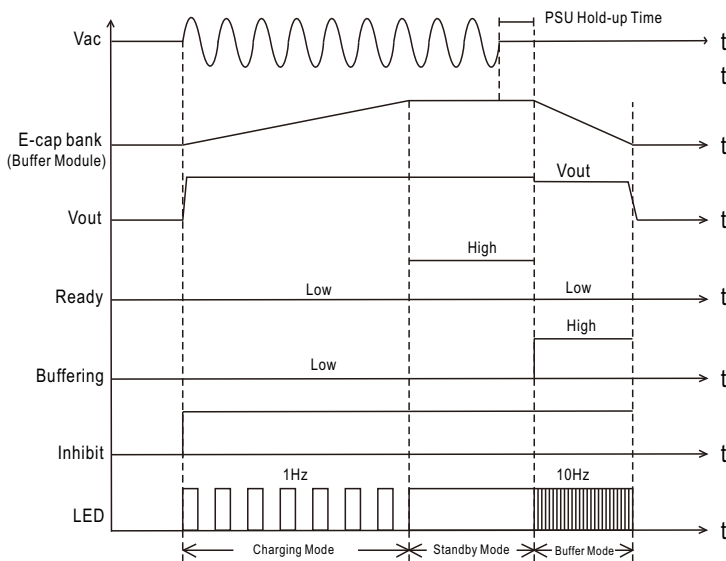 PSU Hold-up Time
Vac
t
t
E-cap bank
(Buffer Module)
t
Vout
Vout
t
High
Ready
Low
Low
t
High
Buffering
Low
t
Inhibit
t
1Hz
10Hz
LED
t
Charging Mode
Standby Mode
Buffer Mode